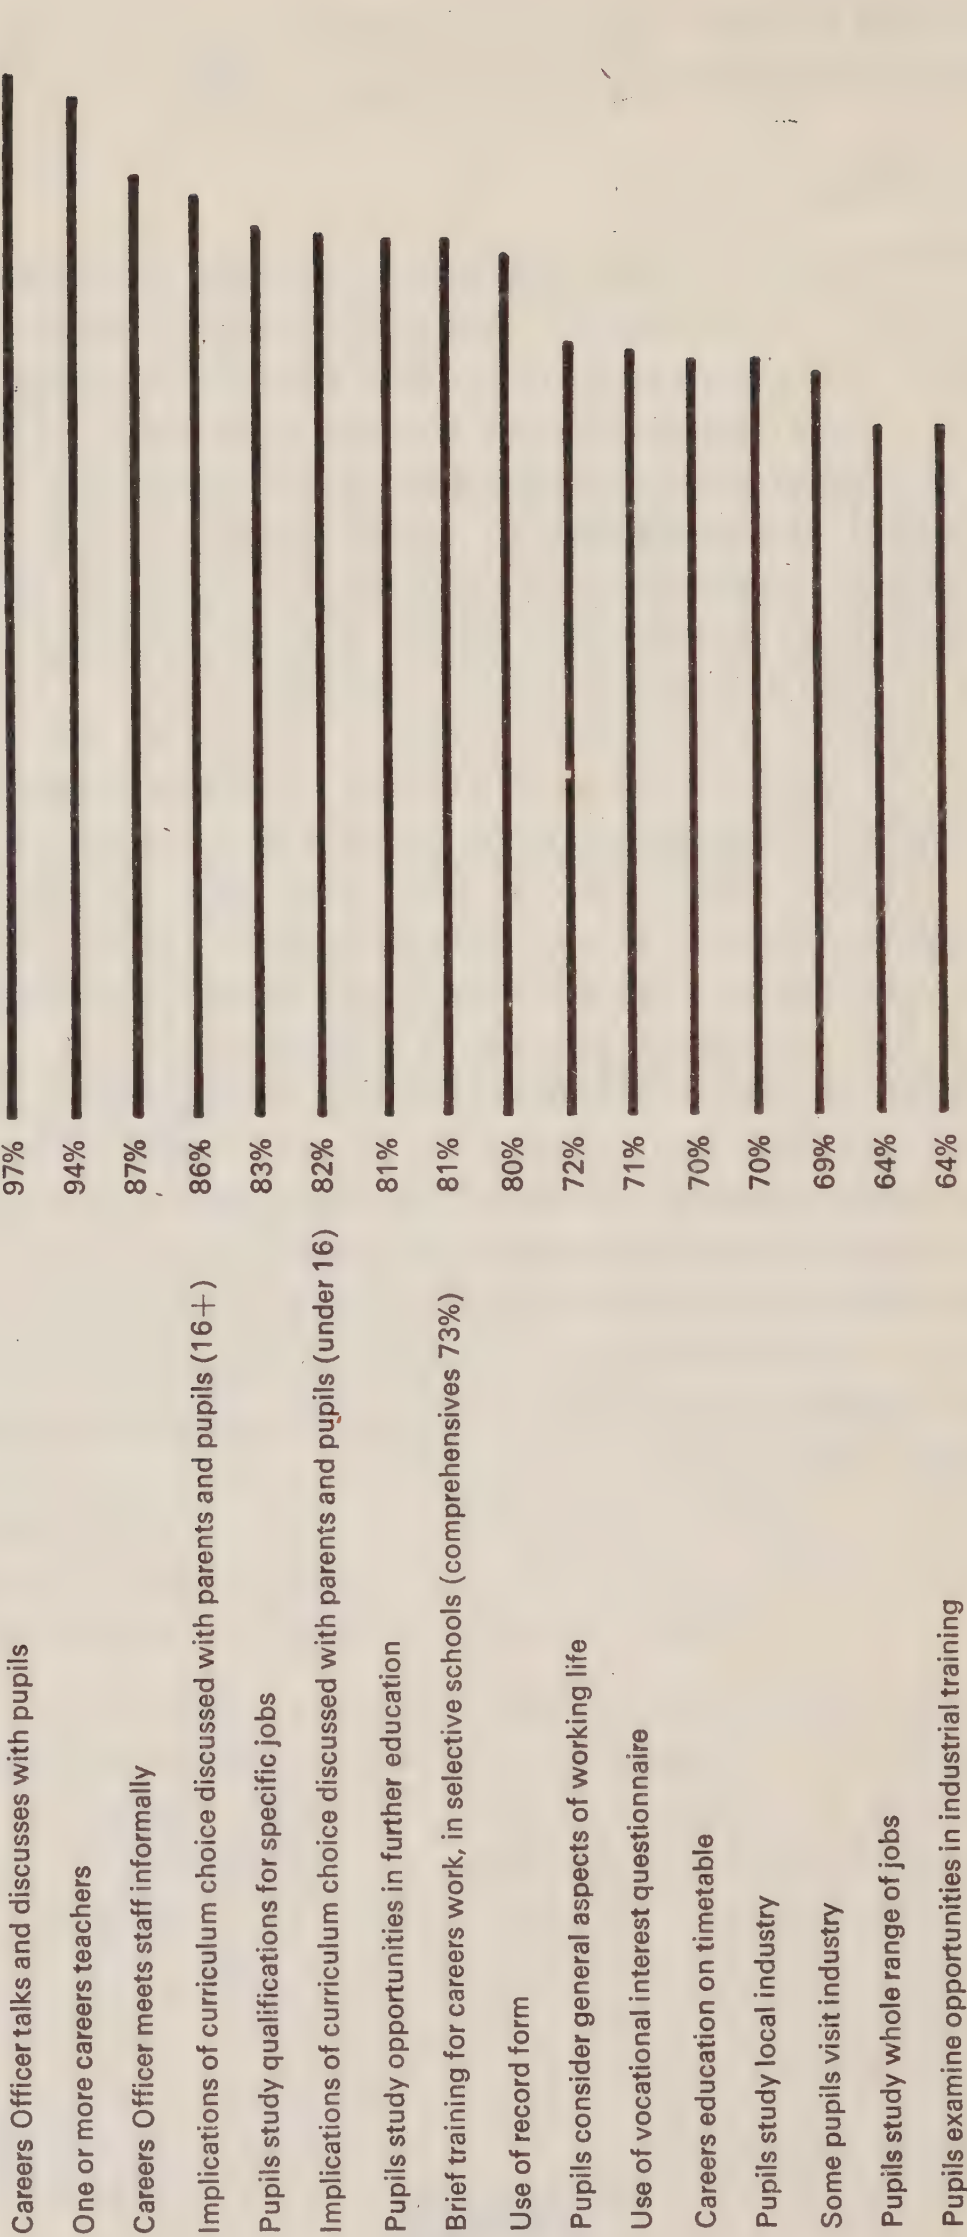 Careers Officer talks and discusses with pupils 97%
One or more careers teachers 94%
Careers Officer meets staff informally 87%
Implications of curriculum choice discussed with parents and pupils (16+) 86%
Pupils study qualifications for specific jobs 83%
Implications of curriculum choice discussed with parents and pupils (under 16) 82%
Pupils study opportunities in further education 81%
Brief training for careers work, in selective schools (comprehensives 73%) 81%
Use of record form 80%
Pupils consider general aspects of working life 72%
Use of vocational interest questionnaire 71%
Careers education on timetable 70%
Pupils study local industry 70%
Some pupils visit industry 69%
Pupils study whole range of jobs 64%
Pupils examine opportunities in industrial training 64%